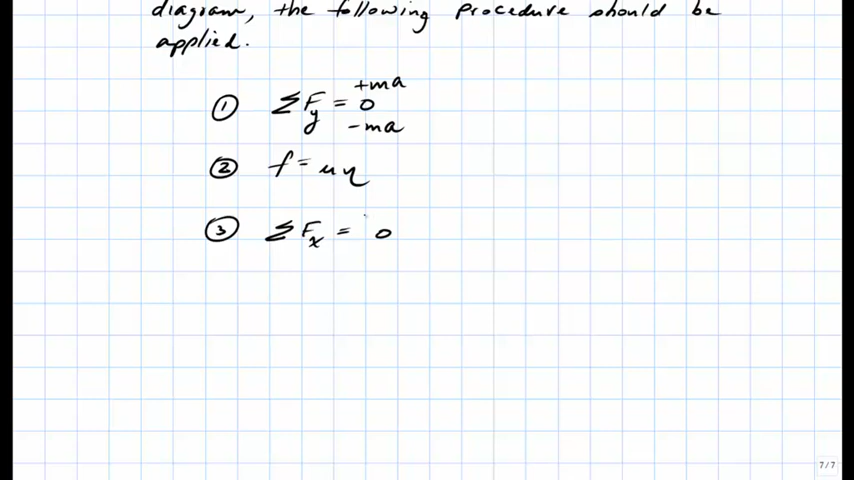 diagram, the following procedure should be
applied.
+ma
① ΣFy = 0
-ma
② f = μη
③ ΣFx = 0
7/7